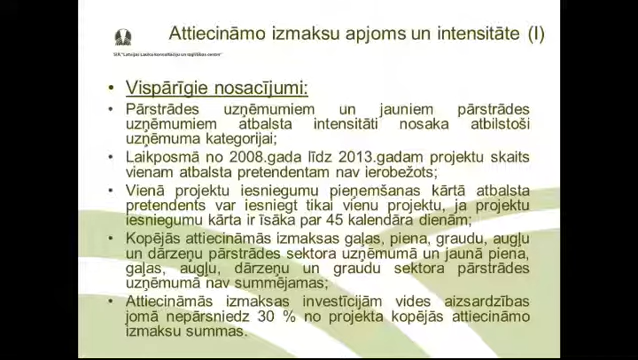 Attiecināmo izmaksu apjoms un intensitāte (I)
SIA "Latvijas Lauku konsultāciju un izglītības centrs"
• Vispārīgie nosacījumi:
• Pārstrādes uzņēmumiem un jauniem pārstrādes
uzņēmumiem atbalsta intensitāti nosaka atbilstoši
uzņēmuma kategorijai;
• Laikposmā no 2008.gada līdz 2013.gadam projektu skaits
vienam atbalsta pretendentam nav ierobežots;
• Vienā projektu iesniegumu pieņemšanas kārtā atbalsta
pretendents var iesniegt tikai vienu projektu, ja projektu
iesniegumu kārta ir īsāka par 45 kalendāra dienām;
• Kopējās attiecināmās izmaksas gaļas, piena, graudu, augļu
un dārzeņu pārstrādes sektora uzņēmumā un jaunā piena,
gaļas, augļu, dārzeņu un graudu sektora pārstrādes
uzņēmumā nav summējamas;
• Attiecināmās izmaksas investīcijām vides aizsardzības
jomā nepārsniedz 30 % no projekta kopējās attiecināmo
izmaksu summas.